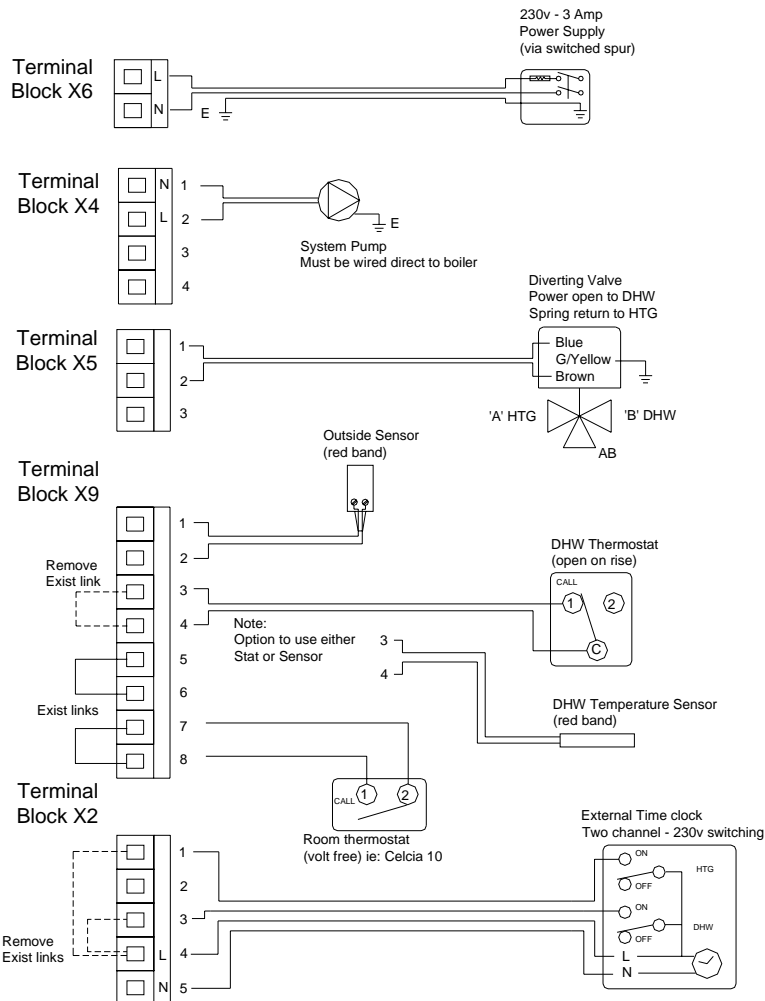 230v - 3 Amp
Power Supply
(via switched spur)
Terminal
Block X6
L
N
E
Terminal
Block X4
N 1
L 2
3
4
E
System Pump
Must be wired direct to boiler
Diverting Valve
Power open to DHW
Spring return to HTG
Terminal
Block X5
1
2
3
Blue
G/Yellow
Brown
'A' HTG
'B' DHW
AB
Outside Sensor
(red band)
Terminal
Block X9
1
2
3
4
5
6
7
8
Remove
Exist link
Exist links
DHW Thermostat
(open on rise)
CALL
1
2
C
Note:
Option to use either
Stat or Sensor
3
4
DHW Temperature Sensor
(red band)
CALL
1
2
Room thermostat
(volt free) ie: Celcia 10
Terminal
Block X2
1
2
3
L 4
N 5
Remove
Exist links
External Time clock
Two channel - 230v switching
ON
HTG
OFF
ON
DHW
OFF
L
N